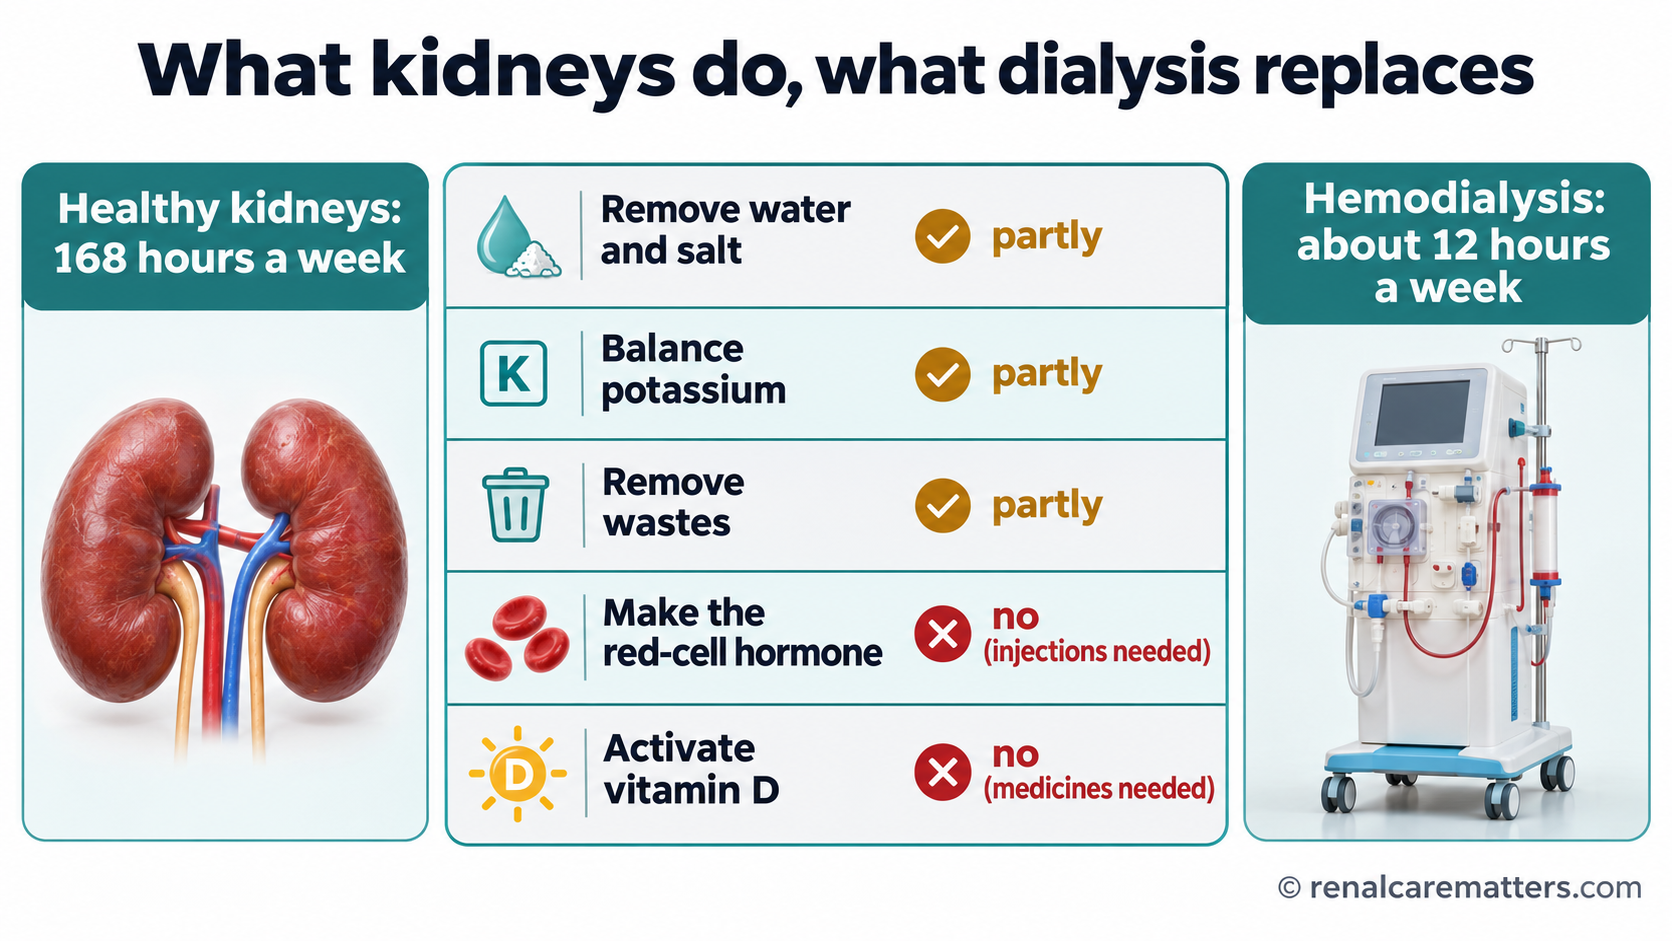 What kidneys do, what dialysis replaces
Healthy kidneys:
168 hours a week
Remove water
and salt
partly
K
Balance
potassium
partly
Remove
wastes
partly
Make the
red-cell hormone
no
(injections needed)
D
Activate
vitamin D
no
(medicines needed)
Hemodialysis:
about 12 hours
a week
© renalcarematters.com